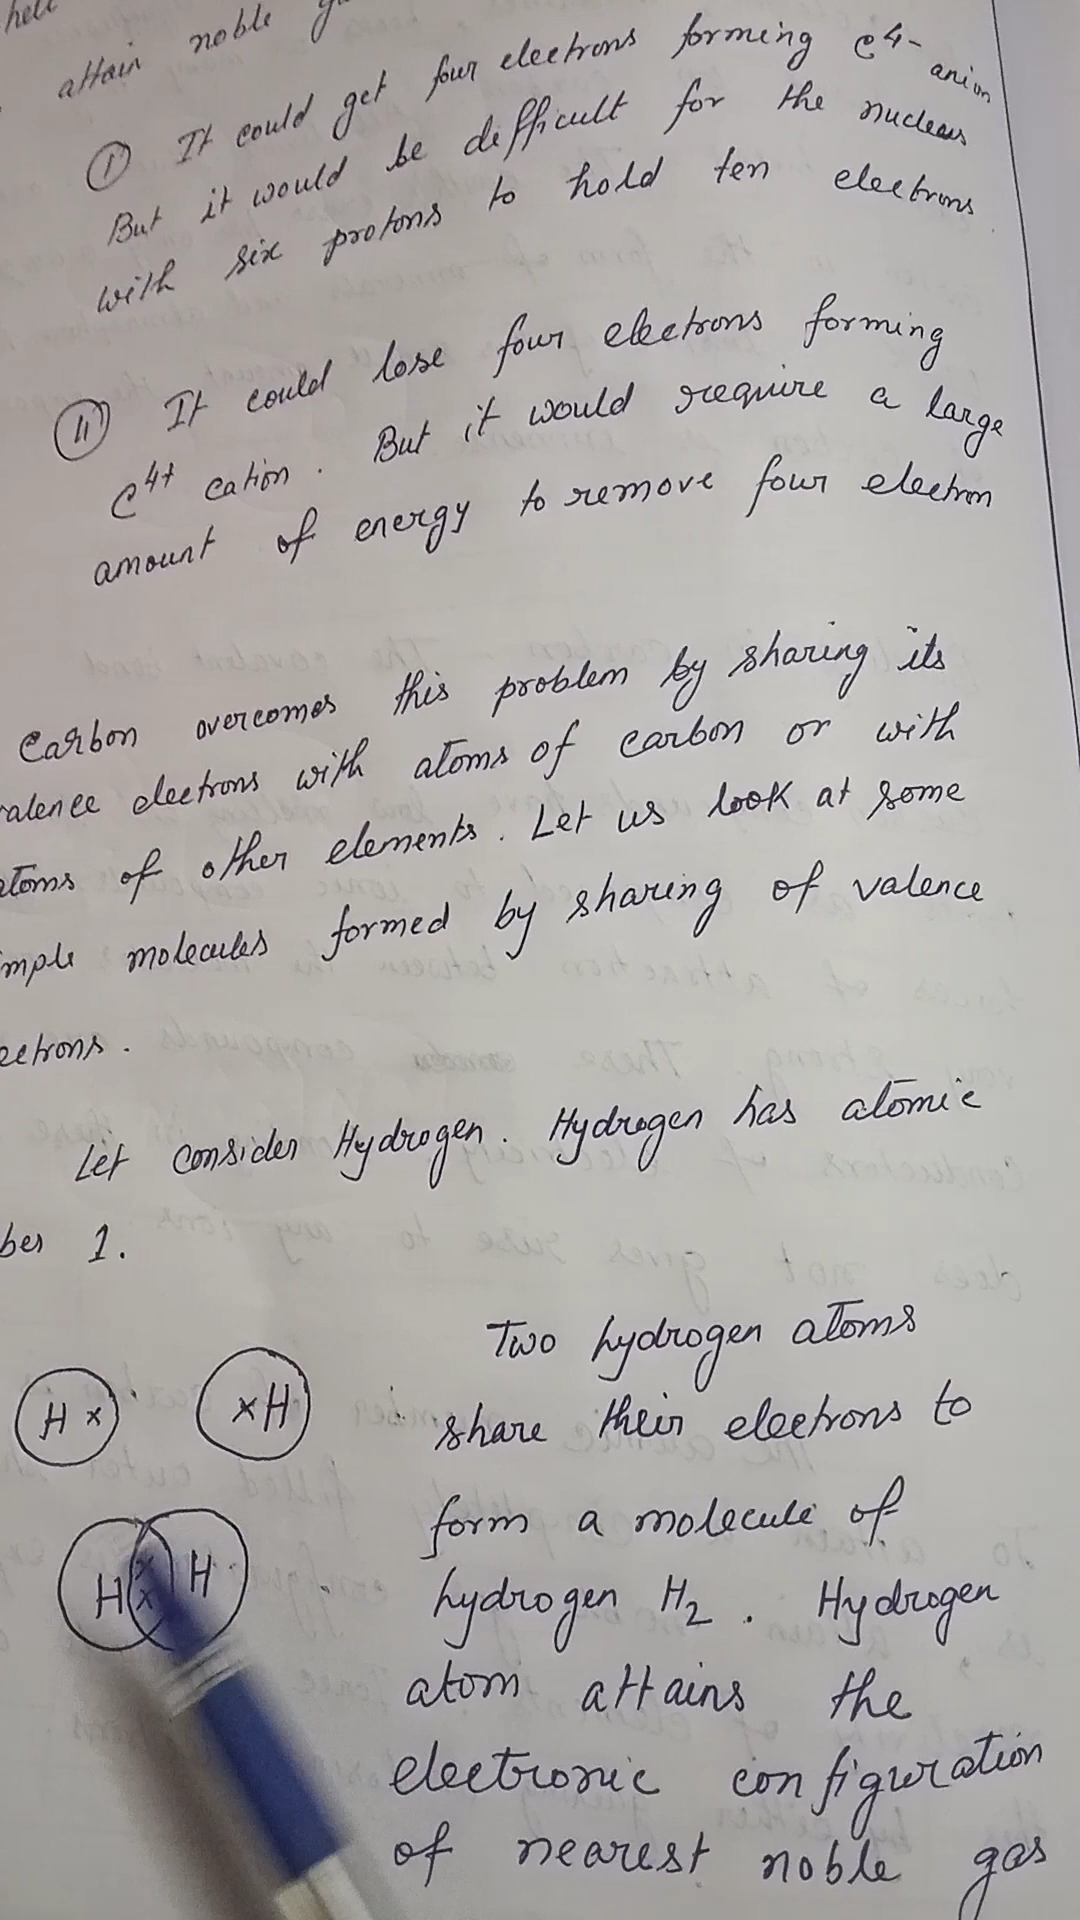 attain noble
① It could get four electrons forming C4- anion
But it would be difficult for the nucleus
with six protons to hold ten electrons
(ii) It could lose four electrons forming
C4+ cation. But it would require a large
amount of energy to remove four electron
Carbon overcomes this problem by sharing its
valence electrons with atoms of carbon or with
atoms of other elements. Let us look at some
imple molecules formed by sharing of valence
ectrons.
Let consider Hydrogen. Hydrogen has atomic
ber 1.
Two hydrogen atoms
H x xH
share their electrons to
form a molecule of
H x x H
hydrogen H2. Hydrogen
atom attains the
electronic configuration
of nearest noble gas